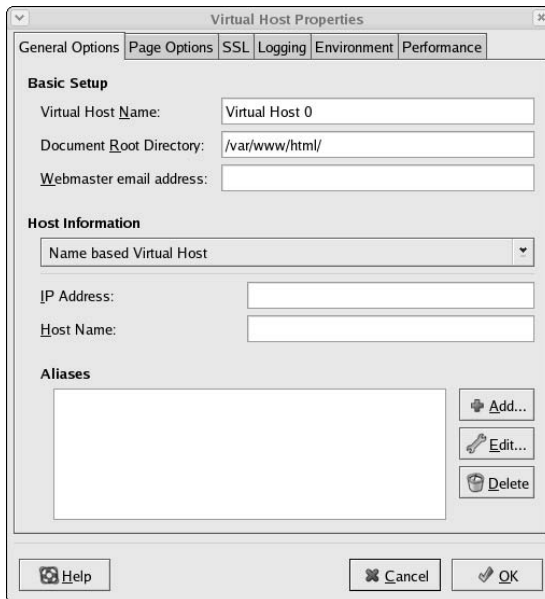 Virtual Host Properties
General Options Page Options SSL Logging Environment Performance
Basic Setup
Virtual Host Name: Virtual Host 0
Document Root Directory: /var/www/html/
Webmaster email address:
Host Information
Name based Virtual Host
IP Address:
Host Name:
Aliases
Add...
Edit...
Delete
Help Cancel OK